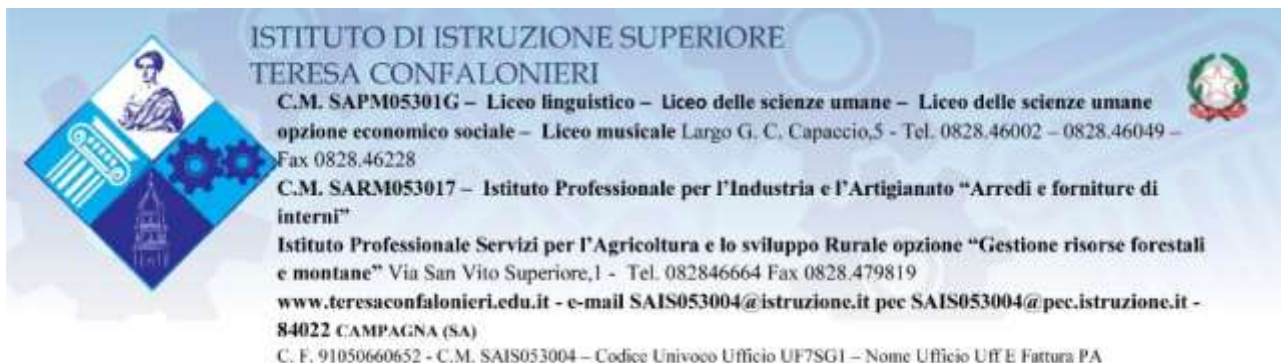 ISTITUTO DI ISTRUZIONE SUPERIORE
TERESA CONFALONIERI
C.M. SAPM05301G – Liceo linguistico – Liceo delle scienze umane – Liceo delle scienze umane
opzione economico sociale – Liceo musicale Largo G. C. Capaccio,5 - Tel. 0828.46002 – 0828.46049 –
Fax 0828.46228
C.M. SARM053017 – Istituto Professionale per l’Industria e l’Artigianato “Arredi e forniture di
interni”
Istituto Professionale Servizi per l’Agricoltura e lo sviluppo Rurale opzione “Gestione risorse forestali
e montane” Via San Vito Superiore,1 - Tel. 082846664 Fax 0828.479819
www.teresaconfalonieri.edu.it - e-mail SAIS053004@istruzione.it pec SAIS053004@pec.istruzione.it -
84022 CAMPAGNA (SA)
C. F. 91050660652 - C.M. SAIS053004 – Codice Univoco Ufficio UF7SG1 – Nome Ufficio Uff E Fattura PA